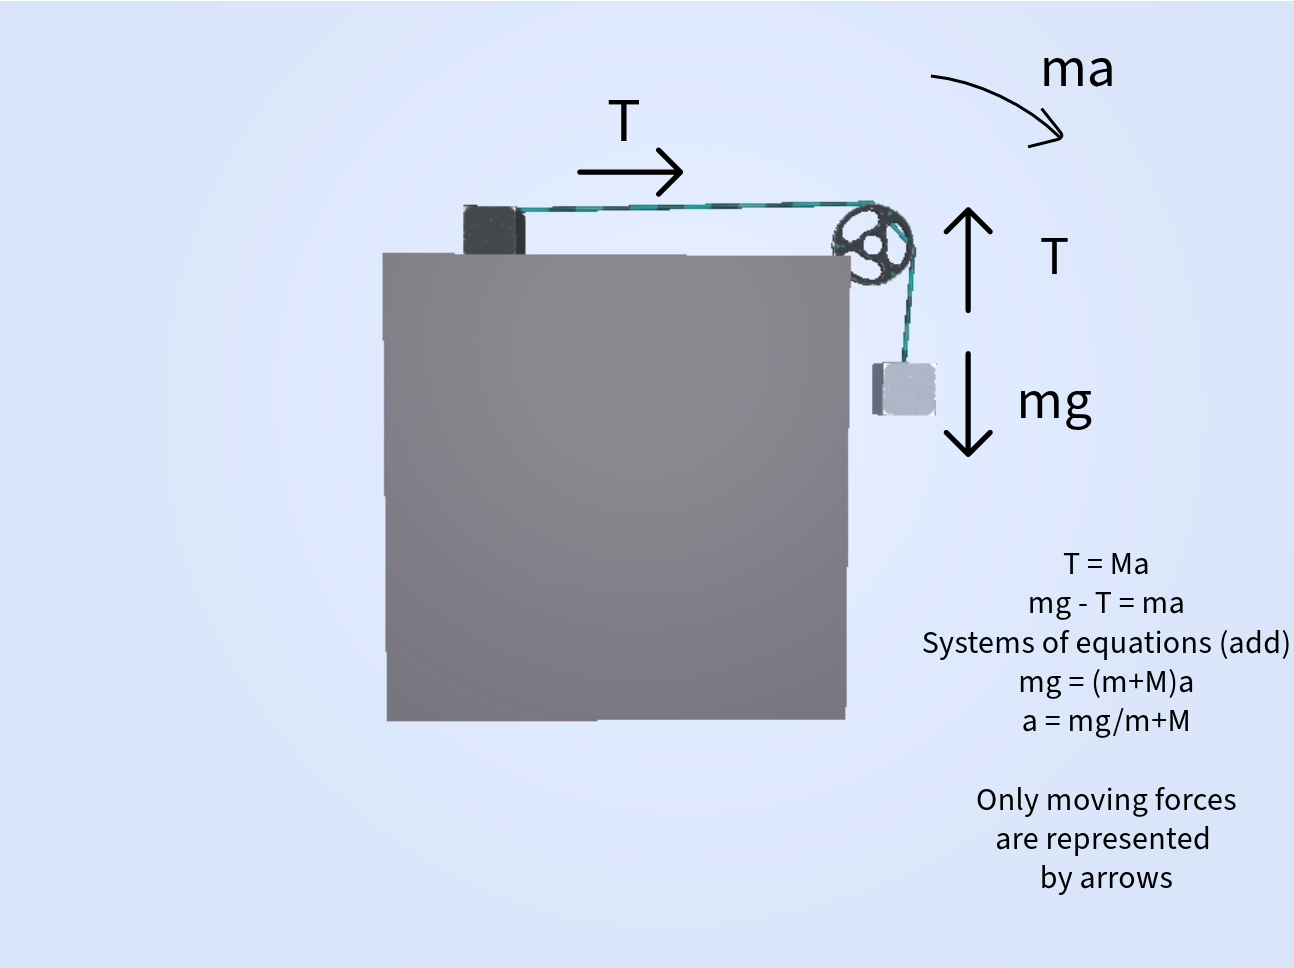 ma
T
T
mg
T = Ma
mg - T = ma
Systems of equations (add)
mg = (m+M)a
a = mg/m+M
Only moving forces
are represented
by arrows